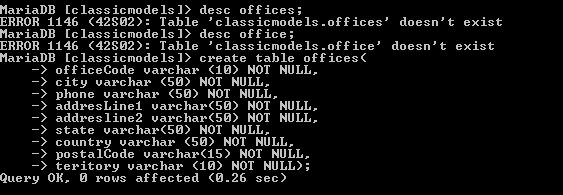 MariaDB [classicmodels]> desc offices;
ERROR 1146 (42S02): Table 'classicmodels.offices' doesn't exist
MariaDB [classicmodels]> desc office;
ERROR 1146 (42S02): Table 'classicmodels.office' doesn't exist
MariaDB [classicmodels]> create table offices(
    -> officeCode varchar (10) NOT NULL,
    -> city varchar (50) NOT NULL,
    -> phone varchar (50) NOT NULL,
    -> addresLine1 varchar(50) NOT NULL,
    -> addresline2 varchar(50) NOT NULL,
    -> state varchar(50) NOT NULL,
    -> country varchar (50) NOT NULL,
    -> postalCode varchar(15) NOT NULL,
    -> teritory varchar (10) NOT NULL);
Query OK, 0 rows affected (0.26 sec)